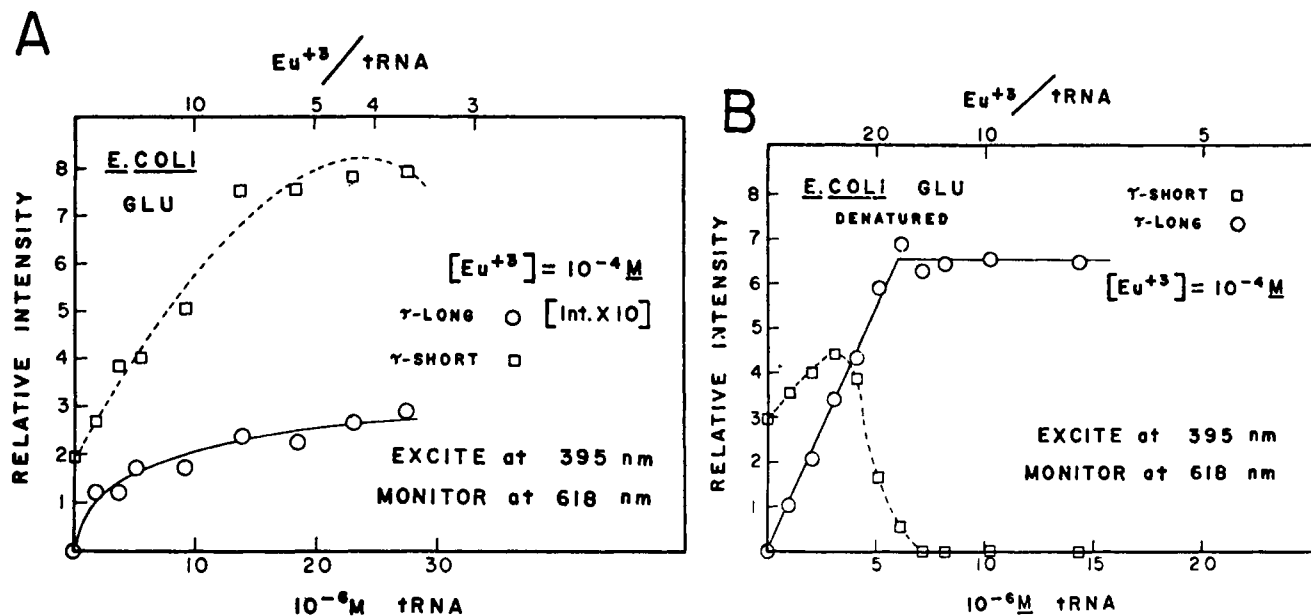 A
Eu+3/tRNA
10 5 4 3
E. COLI
GLU
[Eu+3] = 10-4 M
τ-LONG ○ [Int. X 10]
τ-SHORT □
EXCITE at 395 nm
MONITOR at 618 nm
RELATIVE INTENSITY
8
7
6
5
4
3
2
1
0
10 20 30
10-6M tRNA
B
Eu+3/tRNA
20 10 5
E. COLI GLU
DENATURED
τ-SHORT □
τ-LONG ○
[Eu+3] = 10-4 M
EXCITE at 395 nm
MONITOR at 618 nm
RELATIVE INTENSITY
8
7
6
5
4
3
2
1
0
5 10 15 20
10-6M tRNA